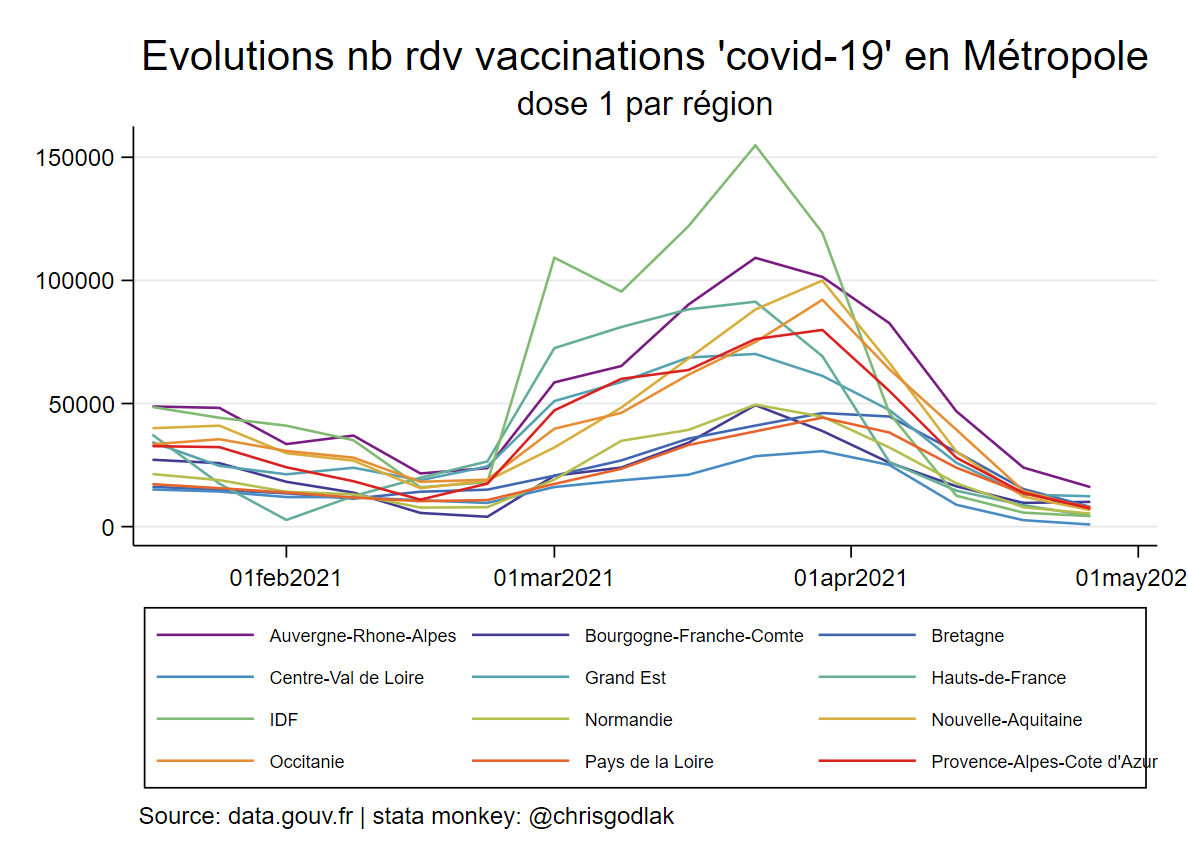 Evolutions nb rdv vaccinations 'covid-19' en Métropole
dose 1 par région
150000
100000
50000
0
01feb2021 01mar2021 01apr2021 01may202
Auvergne-Rhone-Alpes Bourgogne-Franche-Comte Bretagne
Centre-Val de Loire Grand Est Hauts-de-France
IDF Normandie Nouvelle-Aquitaine
Occitanie Pays de la Loire Provence-Alpes-Cote d'Azur
Source: data.gouv.fr | stata monkey: @chrisgodlak